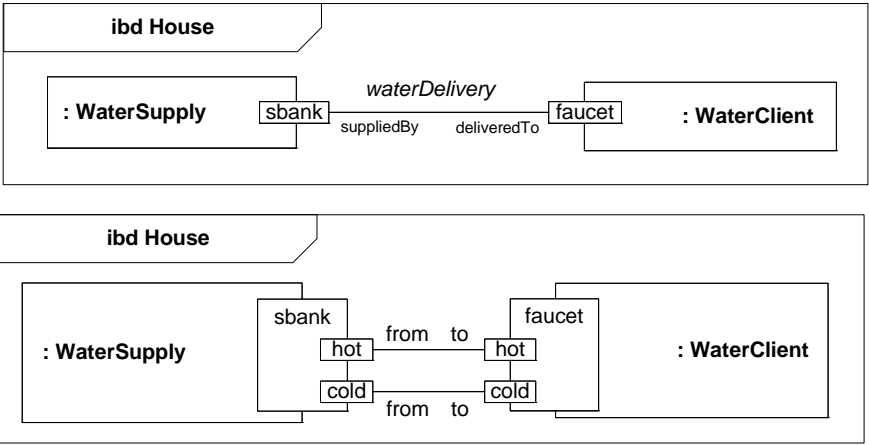 ibd House
waterDelivery
: WaterSupply sbank faucet : WaterClient
suppliedBy deliveredTo
ibd House
sbank faucet
from to
: WaterSupply hot hot : WaterClient
cold cold
from to